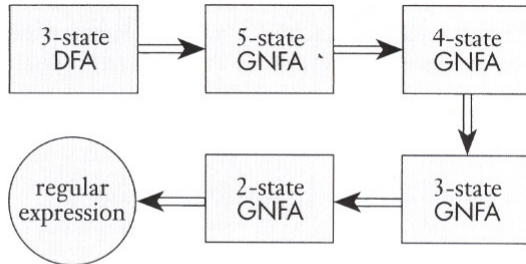 3-state
DFA
5-state
GNFA
4-state
GNFA
3-state
GNFA
2-state
GNFA
regular
expression